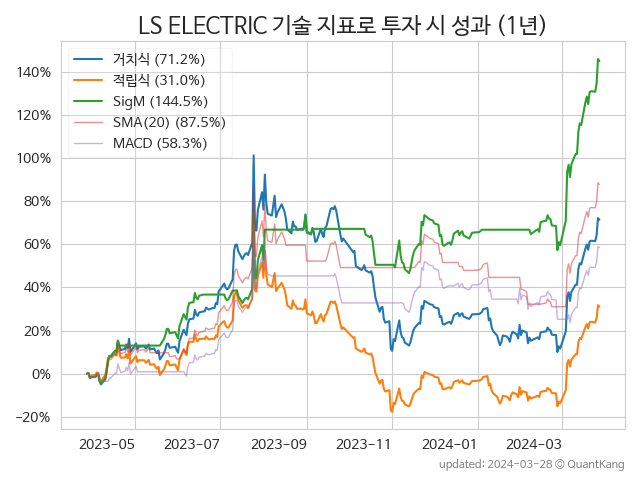 LS ELECTRIC 기술 지표로 투자 시 성과 (1년)
거치식 (71.2%)
적립식 (31.0%)
SigM (144.5%)
SMA(20) (87.5%)
MACD (58.3%)
140%
120%
100%
80%
60%
40%
20%
0%
−20%
2023-05 2023-07 2023-09 2023-11 2024-01 2024-03
updated: 2024-03-28 © QuantKang